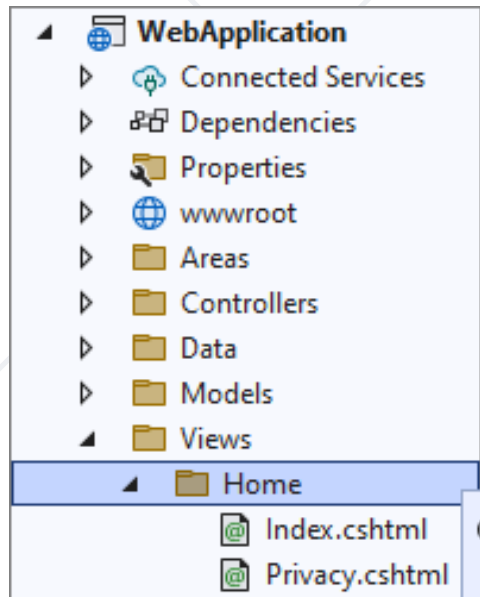 WebApplication
Connected Services
Dependencies
Properties
wwwroot
Areas
Controllers
Data
Models
Views
Home
Index.cshtml
Privacy.cshtml